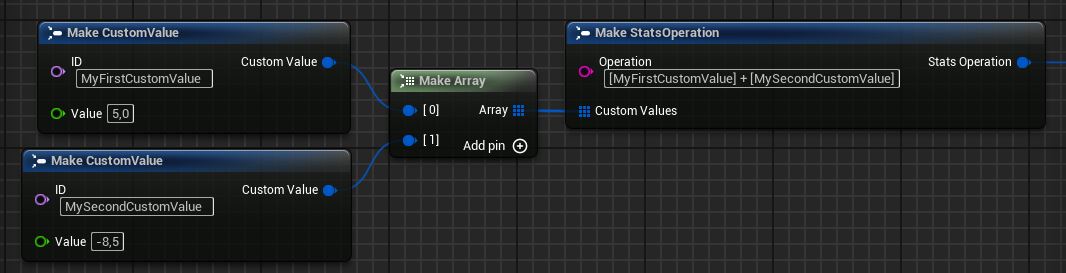 Make CustomValue
ID
MyFirstCustomValue
Custom Value
Value 5,0
Make CustomValue
ID
MySecondCustomValue
Custom Value
Value -8,5
Make Array
[ 0] Array
[ 1]
Add pin
Make StatsOperation
Operation
[MyFirstCustomValue] + [MySecondCustomValue]
Stats Operation
Custom Values